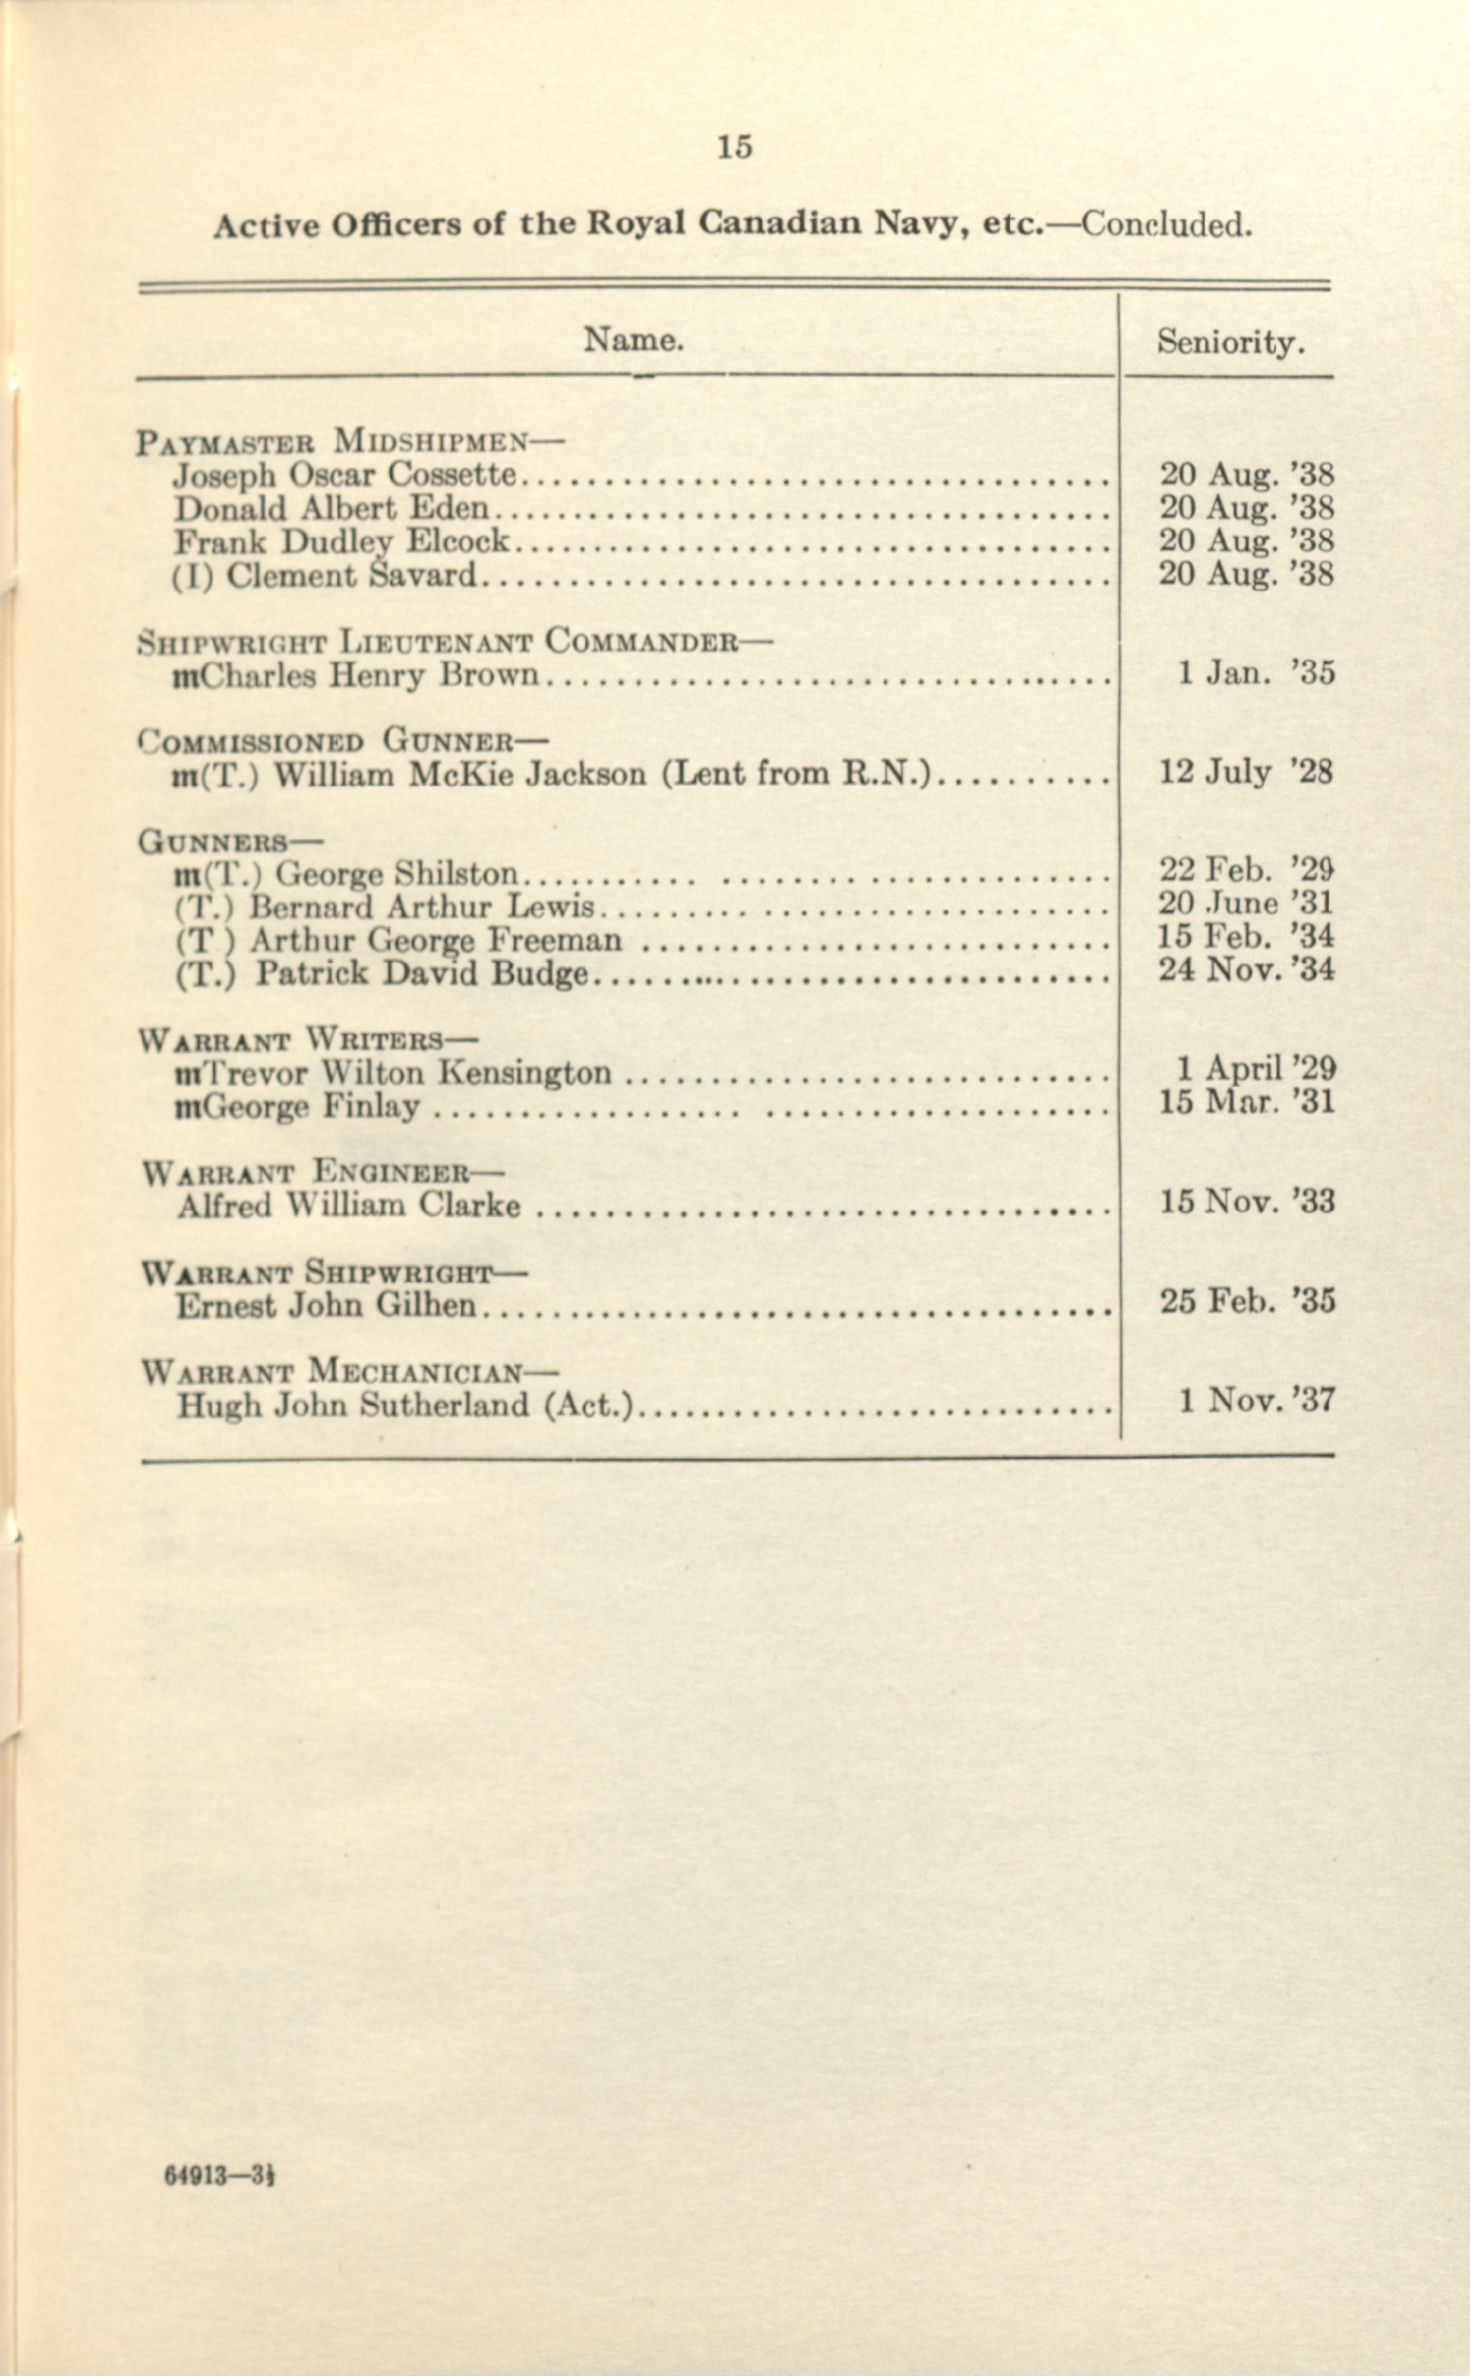 15
Active Officers of the Royal Canadian Navy, etc.—Concluded.
Name. Seniority.
PAYMASTER MIDSHIPMEN—
Joseph Oscar Cossette.................................... 20 Aug. '38
Donald Albert Eden...................................... 20 Aug. '38
Frank Dudley Elcock..................................... 20 Aug. '38
(I) Clement Savard....................................... 20 Aug. '38
SHIPWRIGHT LIEUTENANT COMMANDER—
mCharles Henry Brown................................... 1 Jan. '35
COMMISSIONED GUNNER—
m(T.) William McKie Jackson (Lent from R.N.)........... 12 July '28
GUNNERS—
m(T.) George Shilston........... ........................ 22 Feb. '29
(T.) Bernard Arthur Lewis............................... 20 June '31
(T ) Arthur George Freeman ............................. 15 Feb. '34
(T.) Patrick David Budge................................ 24 Nov. '34
WARRANT WRITERS—
mTrevor Wilton Kensington .............................. 1 April '29
mGeorge Finlay .................. ..................... 15 Mar. '31
WARRANT ENGINEER—
Alfred William Clarke ................................... 15 Nov. '33
WARRANT SHIPWRIGHT—
Ernest John Gilhen....................................... 25 Feb. '35
WARRANT MECHANICIAN—
Hugh John Sutherland (Act.)............................. 1 Nov. '37
64913—3½